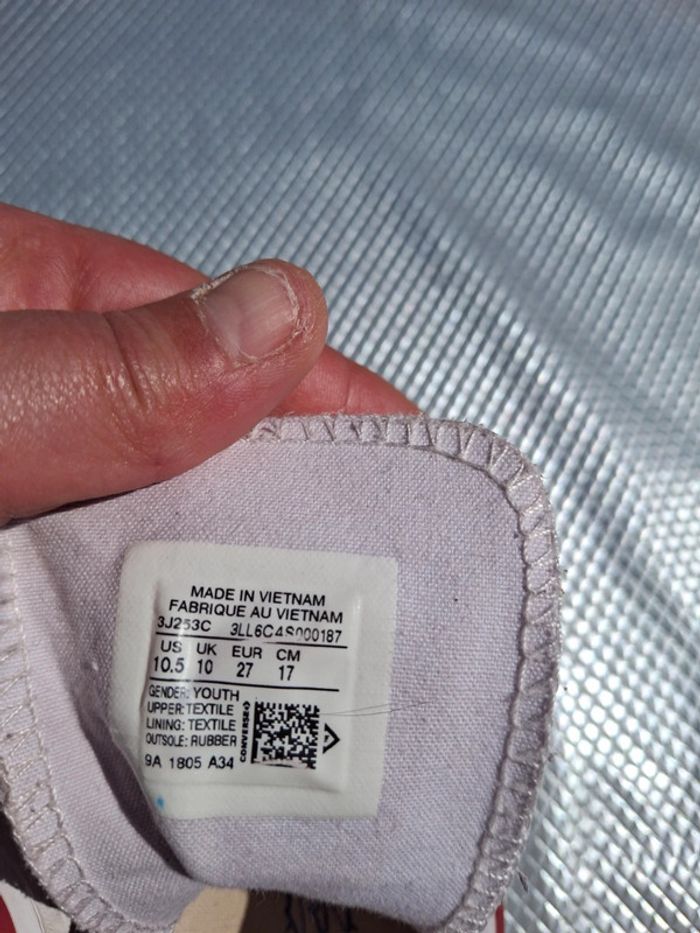 MADE IN VIETNAM
FABRIQUE AU VIETNAM
3J253C 3LL6C4S000187
US UK EUR CM
10.5 10 27 17
GENDER: YOUTH
UPPER: TEXTILE
LINING: TEXTILE
OUTSOLE: RUBBER
9A 1805 A34
CONVERSE